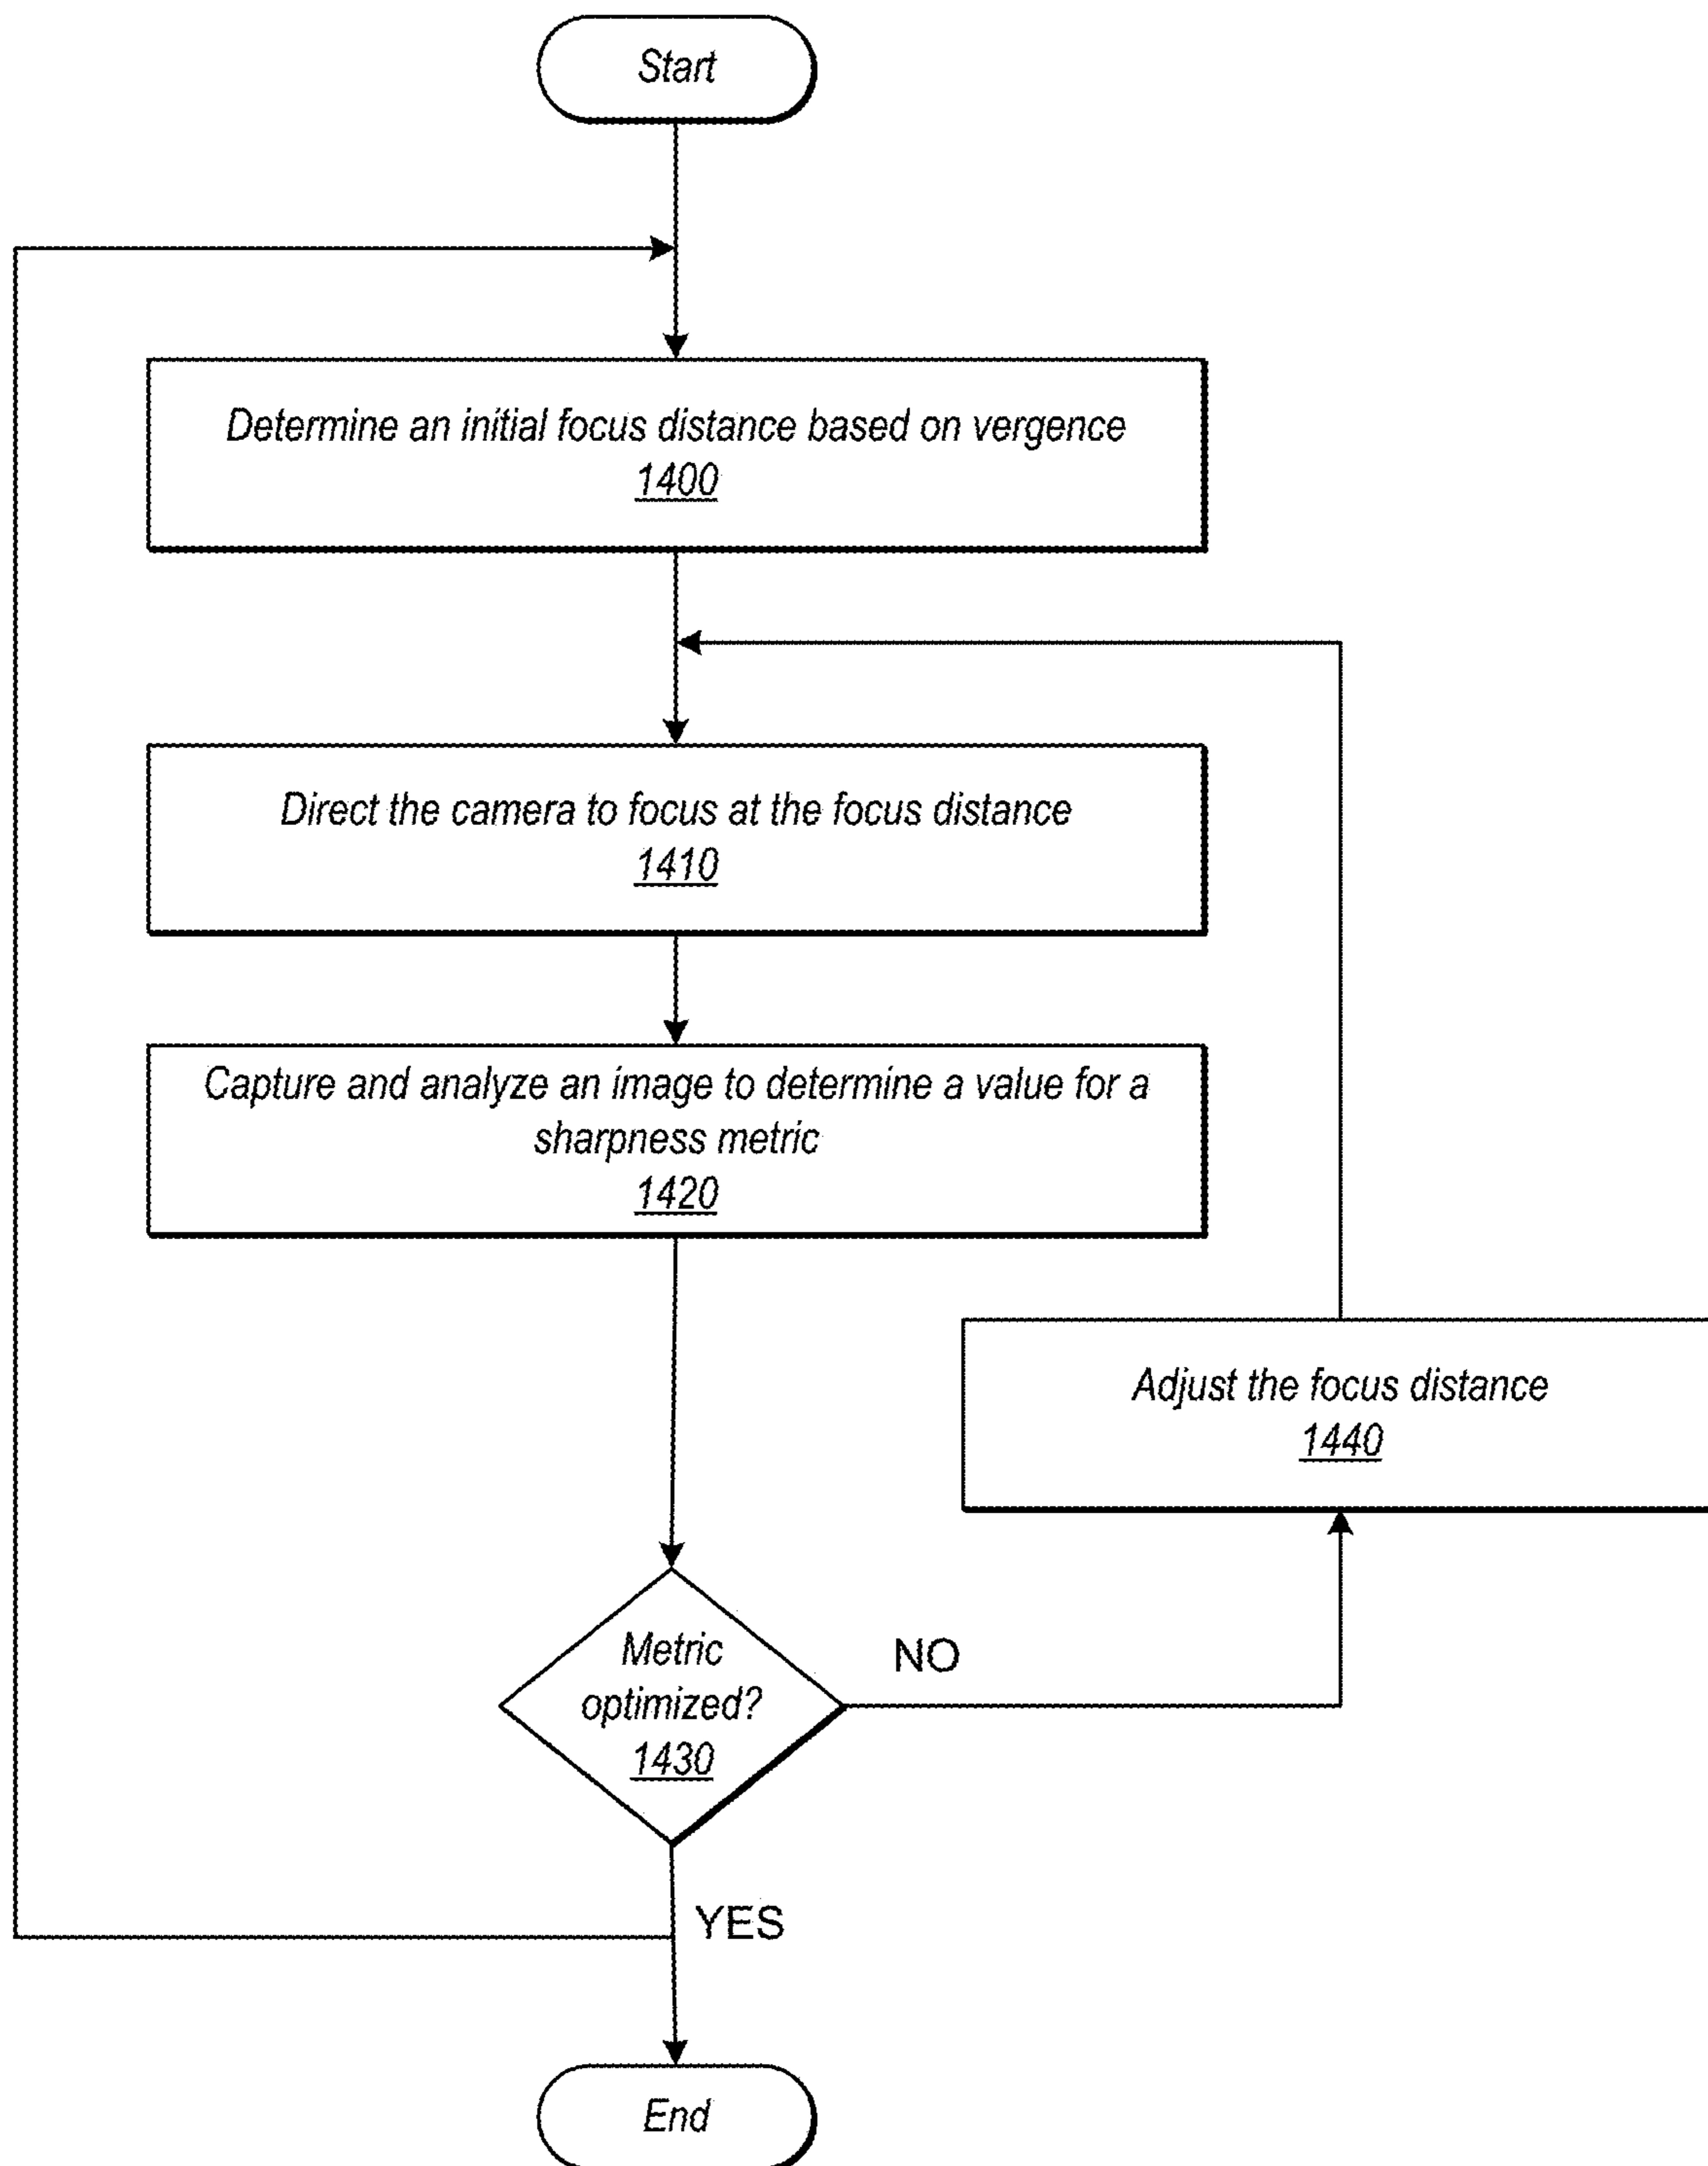 Start
Determine an initial focus distance based on vergence
1400
Direct the camera to focus at the focus distance
1410
Capture and analyze an image to determine a value for a
sharpness metric
1420
Adjust the focus distance
1440
Metric
optimized?
1430
NO
YES
End